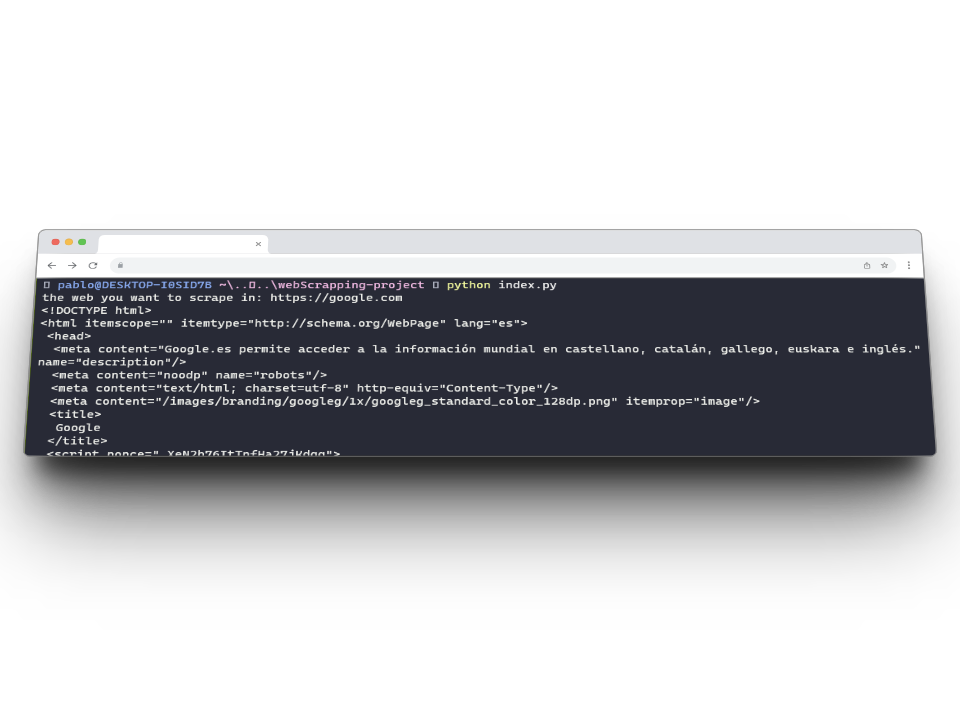 pablo@DESKTOP-I0SID7B ~\..\..\webScrapping-project python index.py
the web you want to scrape in: https://google.com
<!DOCTYPE html>
<html itemscope="" itemtype="http://schema.org/WebPage" lang="es">
<head>
<meta content="Google.es permite acceder a la información mundial en castellano, catalán, gallego, euskara e inglés."
name="description"/>
<meta content="noodp" name="robots"/>
<meta content="text/html; charset=utf-8" http-equiv="Content-Type"/>
<meta content="/images/branding/googleg/1x/googleg_standard_color_128dp.png" itemprop="image"/>
<title>
Google
</title>
<script nonce="